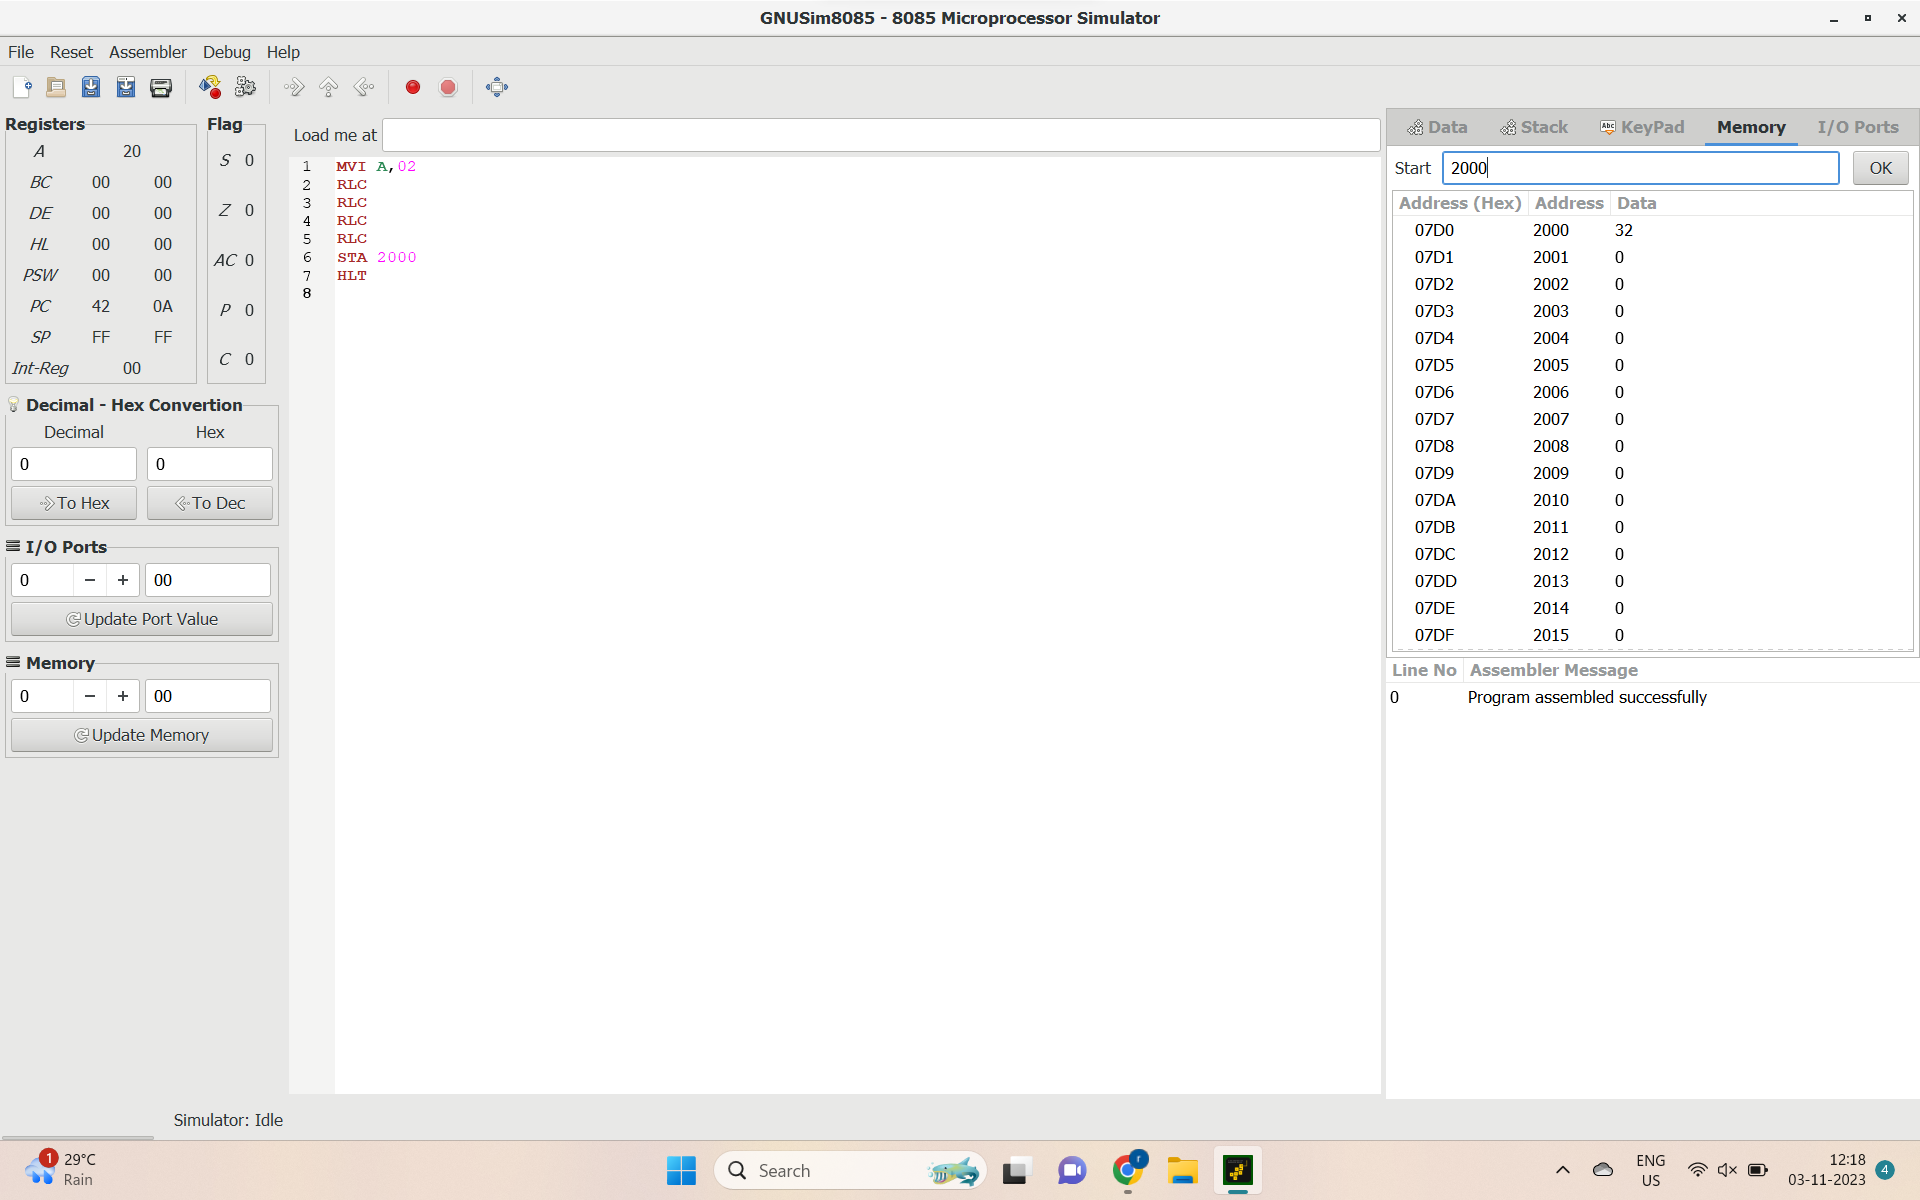 GNUSim8085 - 8085 Microprocessor Simulator
File Reset Assembler Debug Help
Registers
A 20
BC 00 00
DE 00 00
HL 00 00
PSW 00 00
PC 42 0A
SP FF FF
Int-Reg 00
Flag
S 0
Z 0
AC 0
P 0
C 0
Decimal - Hex Convertion
Decimal Hex
0 0
To Hex To Dec
I/O Ports
0 − + 00
Update Port Value
Memory
0 − + 00
Update Memory
Load me at
1 MVI A,02
2 RLC
3 RLC
4 RLC
5 RLC
6 STA 2000
7 HLT
8
Data Stack Abc KeyPad Memory I/O Ports
Start 2000 OK
Address (Hex) Address Data
07D0 2000 32
07D1 2001 0
07D2 2002 0
07D3 2003 0
07D4 2004 0
07D5 2005 0
07D6 2006 0
07D7 2007 0
07D8 2008 0
07D9 2009 0
07DA 2010 0
07DB 2011 0
07DC 2012 0
07DD 2013 0
07DE 2014 0
07DF 2015 0
Line No Assembler Message
0 Program assembled successfully
Simulator: Idle
1 29°C
Rain
Search
r
ENG
US
12:18
03-11-2023
4